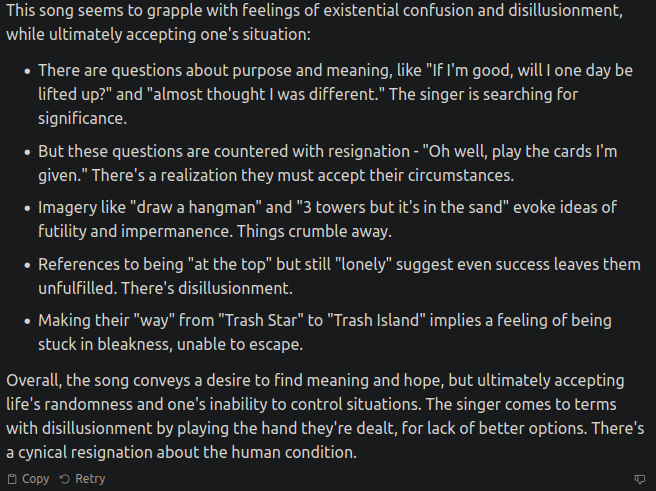 This song seems to grapple with feelings of existential confusion and disillusionment,
while ultimately accepting one's situation:
• There are questions about purpose and meaning, like "If I'm good, will I one day be
lifted up?" and "almost thought I was different." The singer is searching for
significance.
• But these questions are countered with resignation - "Oh well, play the cards I'm
given." There's a realization they must accept their circumstances.
• Imagery like "draw a hangman" and "3 towers but it's in the sand" evoke ideas of
futility and impermanence. Things crumble away.
• References to being "at the top" but still "lonely" suggest even success leaves them
unfulfilled. There's disillusionment.
• Making their "way" from "Trash Star" to "Trash Island" implies a feeling of being
stuck in bleakness, unable to escape.
Overall, the song conveys a desire to find meaning and hope, but ultimately accepting
life's randomness and one's inability to control situations. The singer comes to terms
with disillusionment by playing the hand they're dealt, for lack of better options. There's
a cynical resignation about the human condition.
Copy Retry